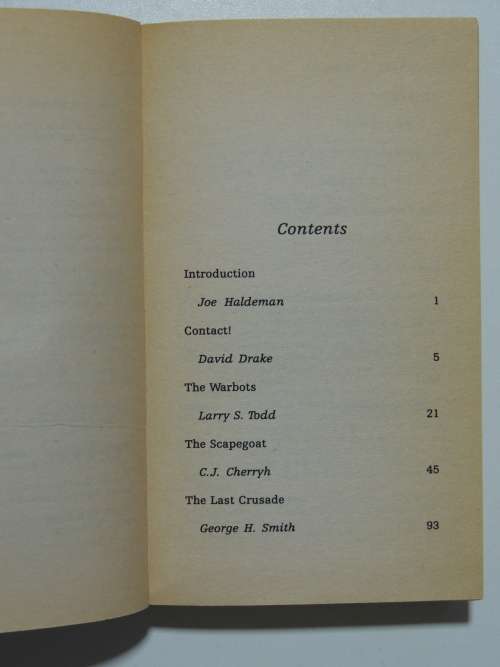 Contents
Introduction
Joe Haldeman 1
Contact!
David Drake 5
The Warbots
Larry S. Todd 21
The Scapegoat
C.J. Cherryh 45
The Last Crusade
George H. Smith 93